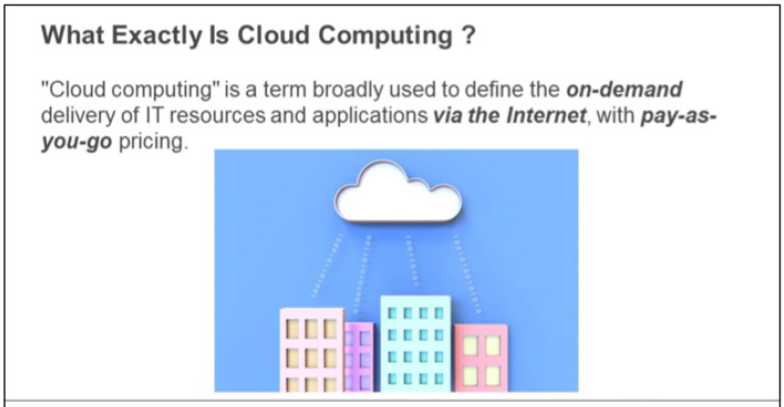 What Exactly Is Cloud Computing ?
"Cloud computing" is a term broadly used to define the on-demand
delivery of IT resources and applications via the Internet, with pay-as-
you-go pricing.